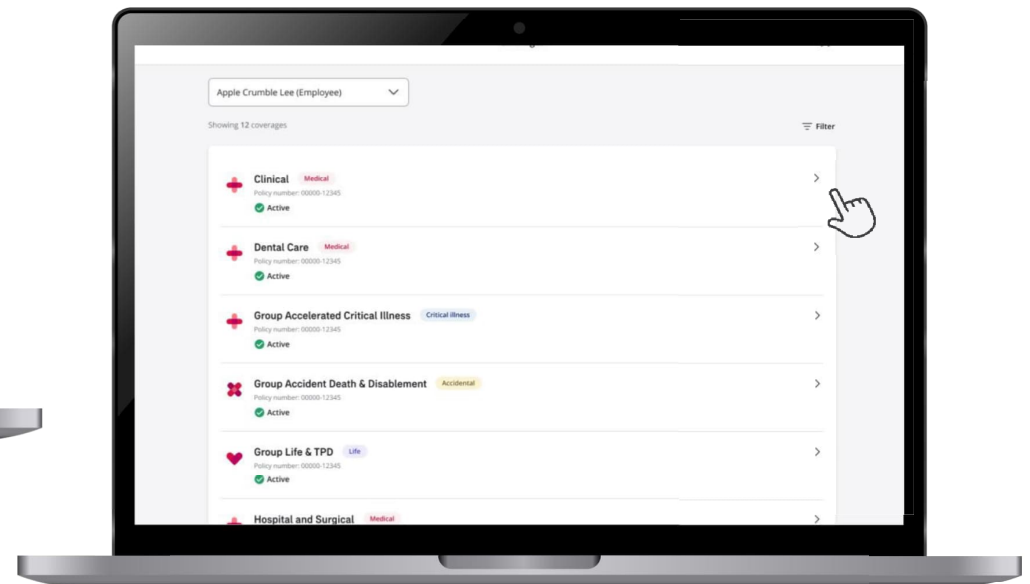 Apple Crumble Lee (Employee)
Showing 12 coverages
Filter
Clinical Medical
Policy number: 00000-12345
Active
Dental Care Medical
Policy number: 00000-12345
Active
Group Accelerated Critical Illness Critical illness
Policy number: 00000-12345
Active
Group Accident Death & Disablement Accidental
Policy number: 00000-12345
Active
Group Life & TPD Life
Policy number: 00000-12345
Active
Hospital and Surgical Medical